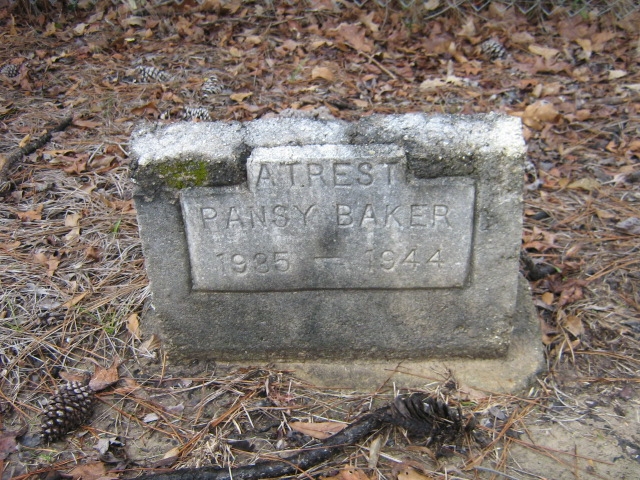 AT REST
PANSY BAKER
1935 — 1944